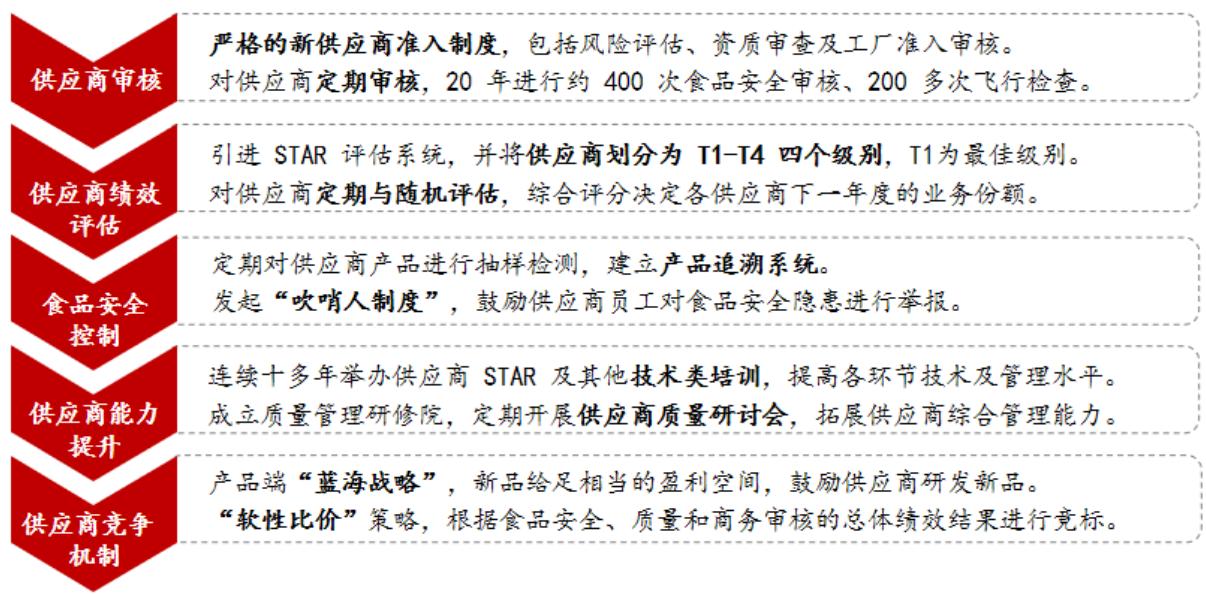 供应商审核
严格的新供应商准入制度，包括风险评估、资质审查及工厂准入审核。
对供应商定期审核，20 年进行约 400 次食品安全审核、200 多次飞行检查。
供应商绩效
评估
引进 STAR 评估系统，并将供应商划分为 T1-T4 四个级别，T1为最佳级别。
对供应商定期与随机评估，综合评分决定各供应商下一年度的业务份额。
食品安全
控制
定期对供应商产品进行抽样检测，建立产品追溯系统。
发起“吹哨人制度”，鼓励供应商员工对食品安全隐患进行举报。
供应商能力
提升
连续十多年举办供应商 STAR 及其他技术类培训，提高各环节技术及管理水平。
成立质量管理研修院，定期开展供应商质量研讨会，拓展供应商综合管理能力。
供应商竞争
机制
产品端“蓝海战略”，新品给足相当的盈利空间，鼓励供应商研发新品。
“软性比价”策略，根据食品安全、质量和商务审核的总体绩效结果进行竞标。